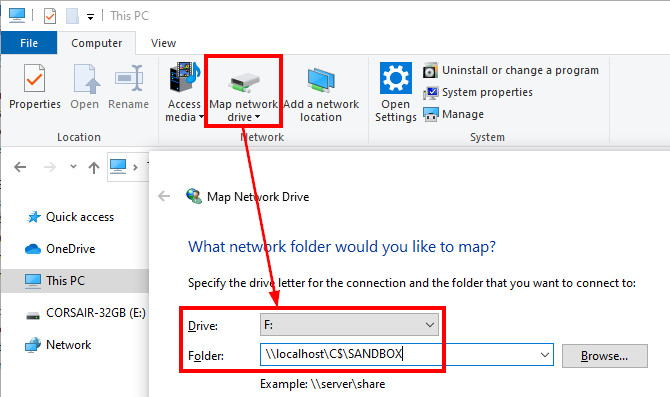 This PC
File Computer View
Properties Open Rename Access media Map network drive Add a network location Open Settings Uninstall or change a program
System properties
Manage
Location Network System
Quick access
OneDrive
This PC
CORSAIR-32GB (E:)
Network
Map Network Drive
What network folder would you like to map?
Specify the drive letter for the connection and the folder that you want to connect to:
Drive: F:
Folder: \\localhost\C$\SANDBOX Browse...
Example: \\server\share